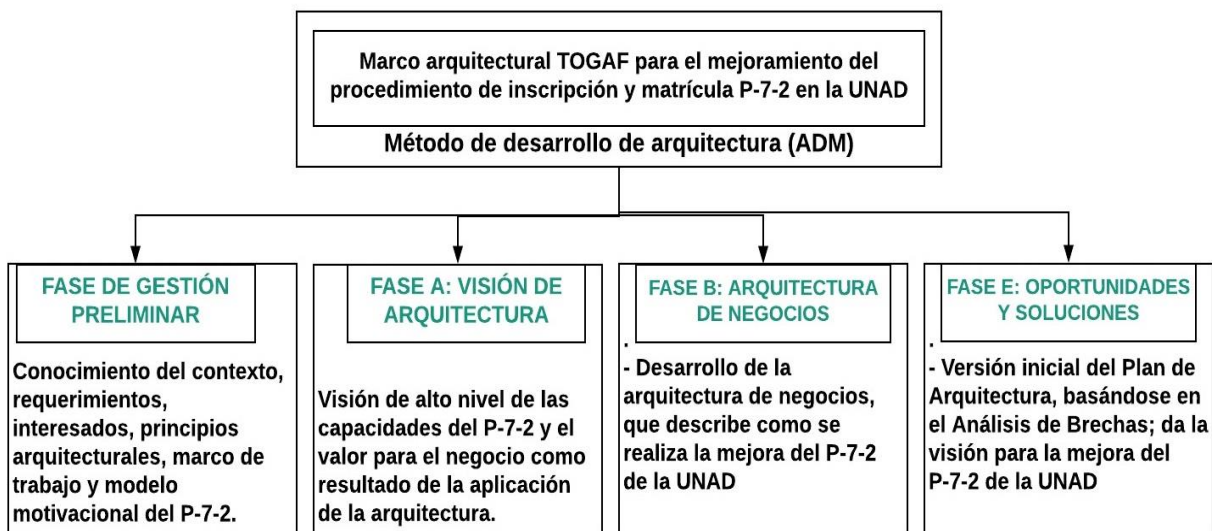 Marco arquitectural TOGAF para el mejoramiento del
procedimiento de inscripción y matrícula P-7-2 en la UNAD
Método de desarrollo de arquitectura (ADM)
FASE DE GESTIÓN
PRELIMINAR
Conocimiento del contexto,
requerimientos,
interesados, principios
arquitecturales, marco de
trabajo y modelo
motivacional del P-7-2.
FASE A: VISIÓN DE
ARQUITECTURA
Visión de alto nivel de las
capacidades del P-7-2 y el
valor para el negocio como
resultado de la aplicación
de la arquitectura.
FASE B: ARQUITECTURA
DE NEGOCIOS
.
- Desarrollo de la
arquitectura de negocios,
que describe como se
realiza la mejora del P-7-2
de la UNAD
FASE E: OPORTUNIDADES
Y SOLUCIONES
.
- Versión inicial del Plan de
Arquitectura, basándose en
el Análisis de Brechas; da la
visión para la mejora del
P-7-2 de la UNAD